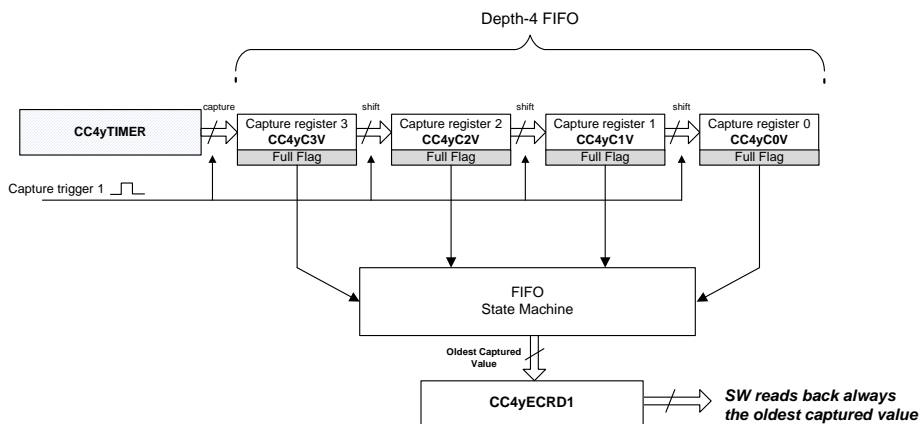 Depth-4 FIFO
CC4yTIMER
capture
Capture register 3
CC4yC3V
Full Flag
shift
Capture register 2
CC4yC2V
Full Flag
shift
Capture register 1
CC4yC1V
Full Flag
shift
Capture register 0
CC4yC0V
Full Flag
Capture trigger 1
FIFO
State Machine
Oldest Captured
Value
CC4yECRD1
SW reads back always
the oldest captured value